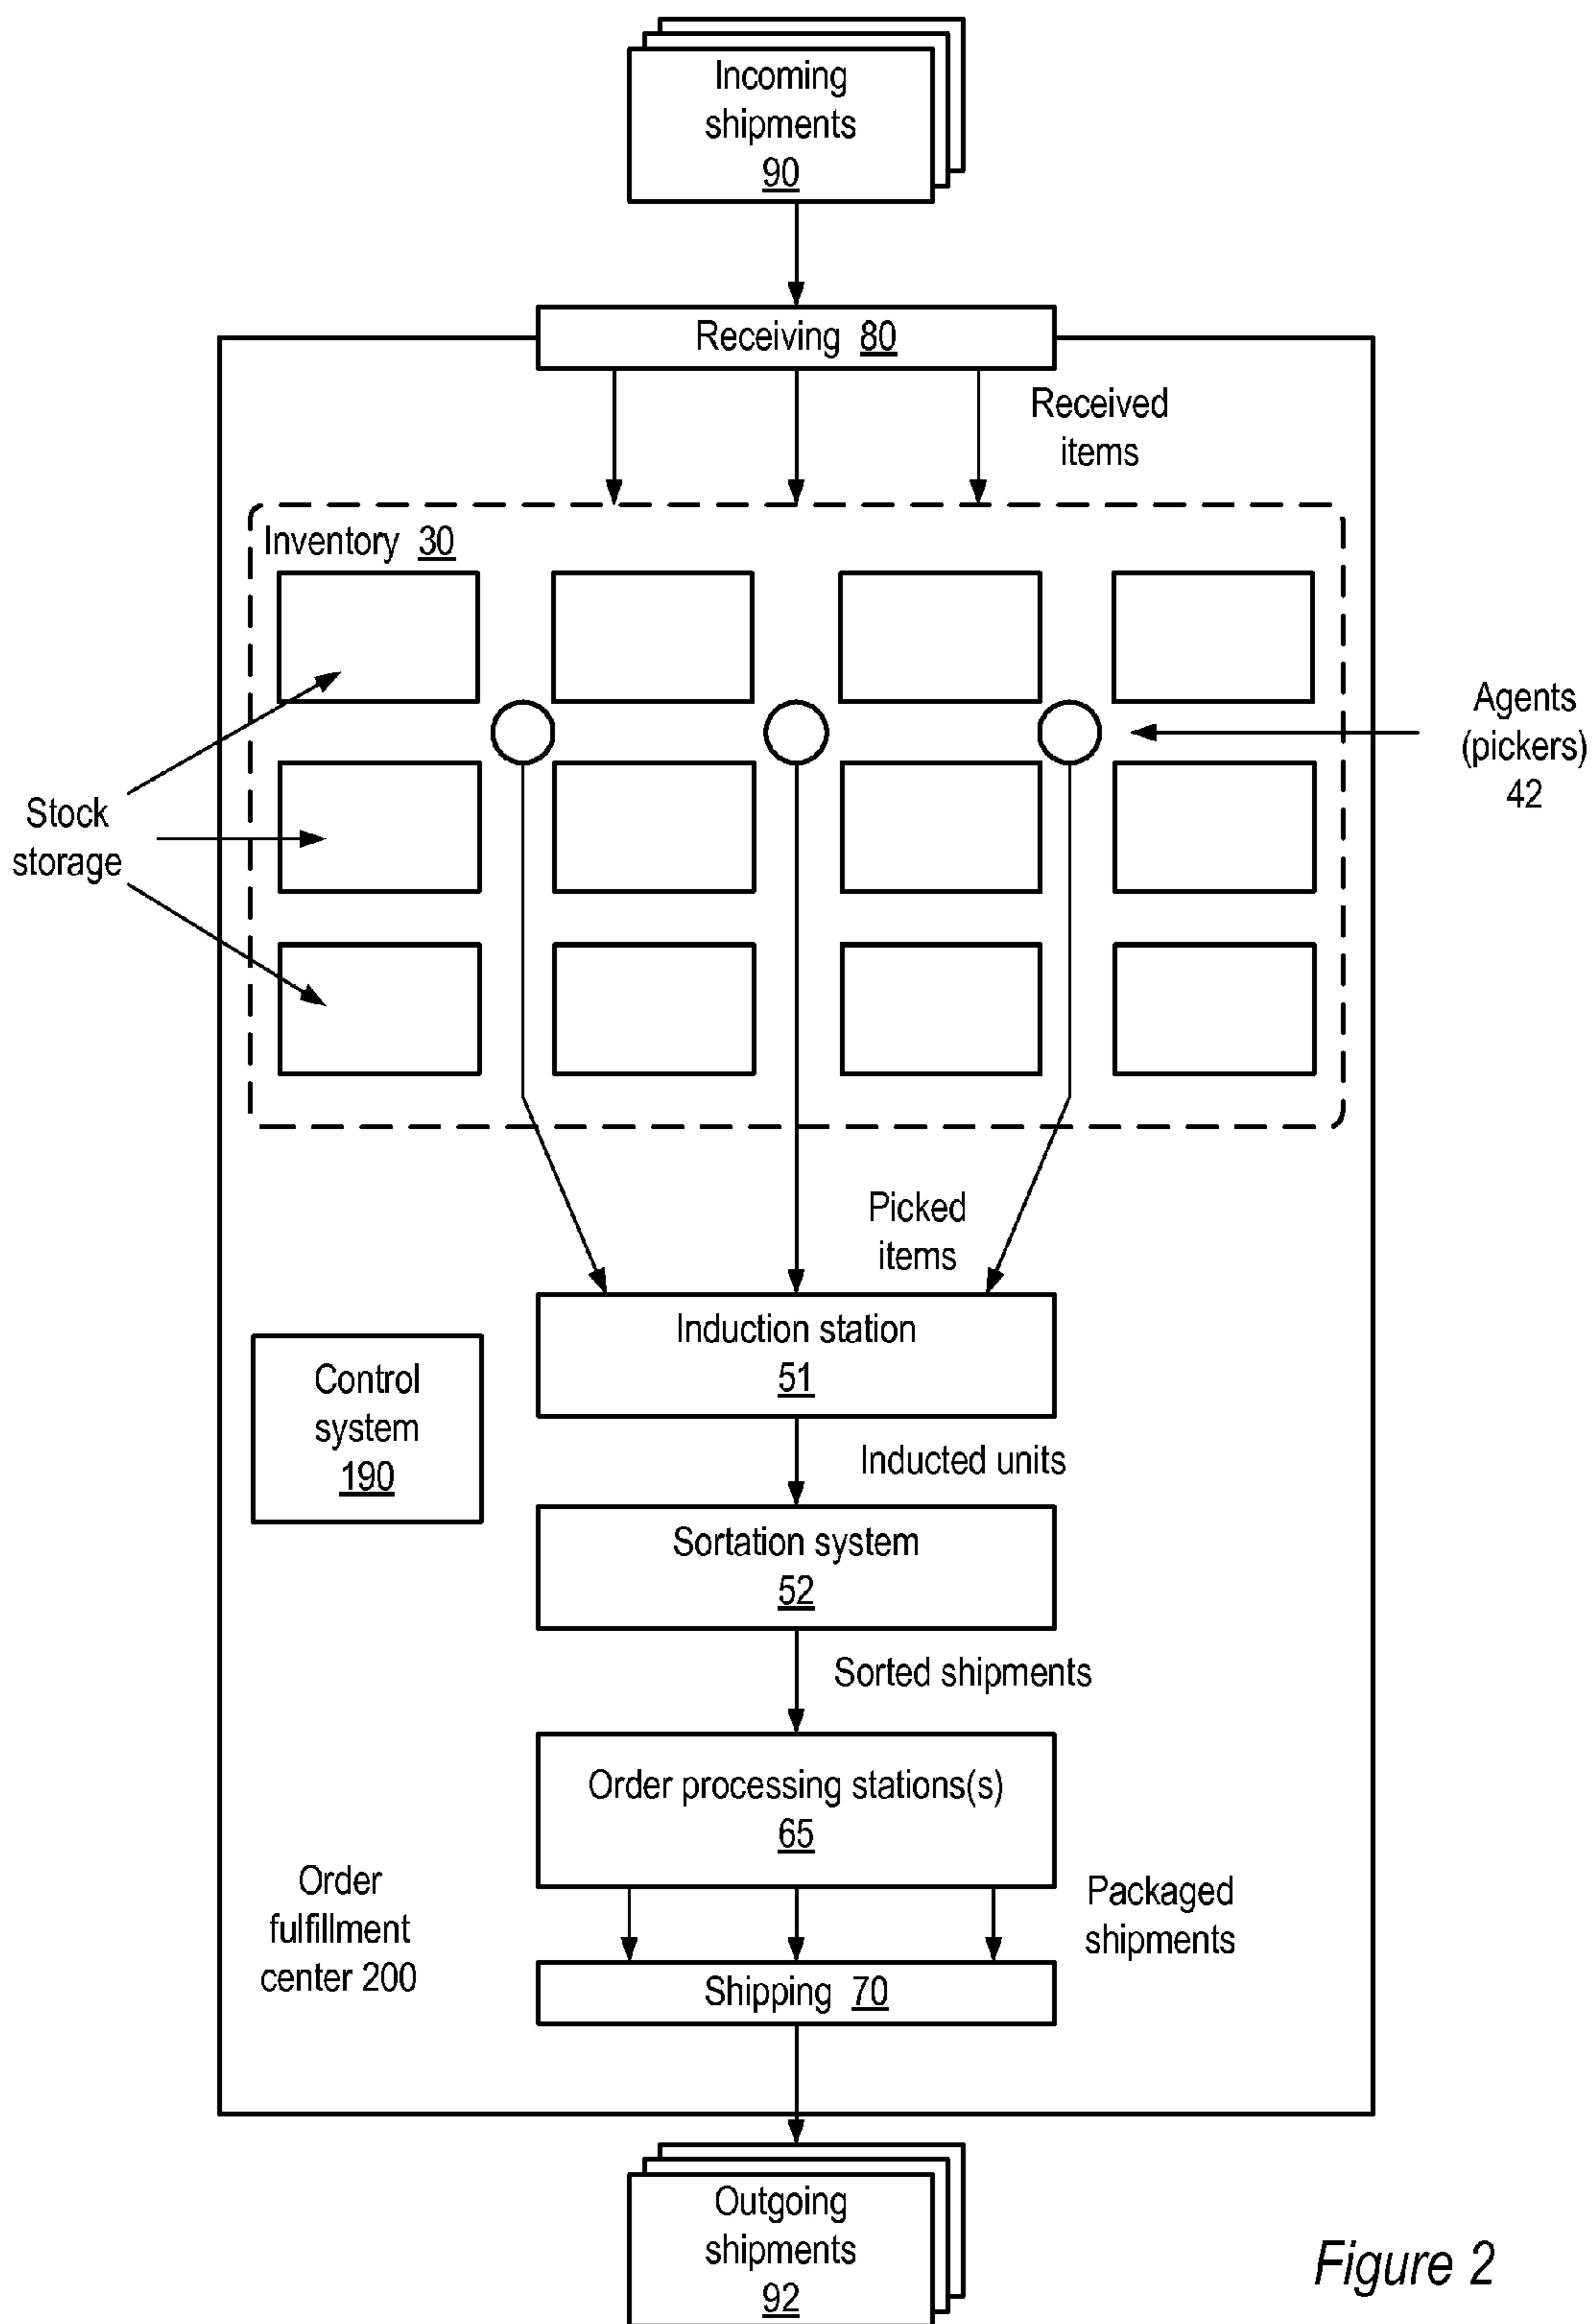 Incoming
shipments
90
Receiving 80
Received
items
Inventory 30
Agents
(pickers)
42
Stock
storage
Picked
items
Induction station
51
Control
system
190
Inducted units
Sortation system
52
Sorted shipments
Order processing stations(s)
65
Order
fulfillment
center 200
Packaged
shipments
Shipping 70
Outgoing
shipments
92
Figure 2